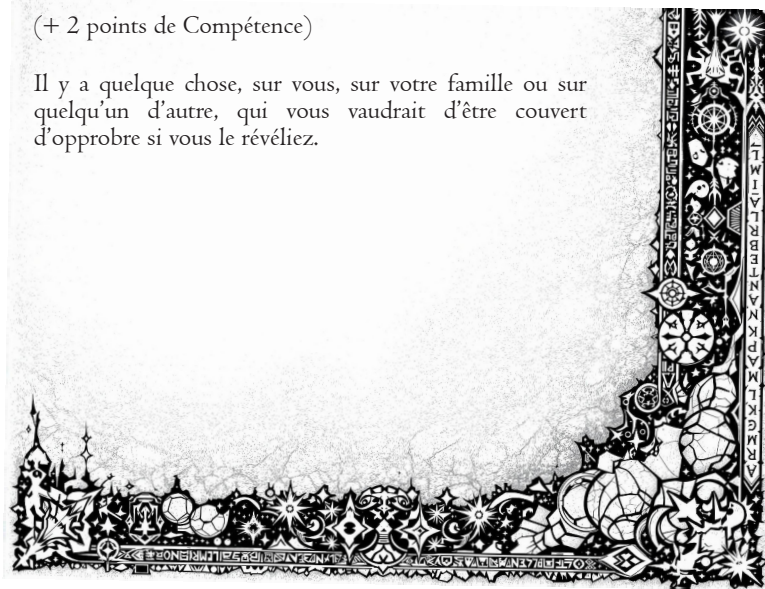 (+ 2 points de Compétence)
Il y a quelque chose, sur vous, sur votre famille ou sur
quelqu'un d'autre, qui vous vaudrait d'être couvert
d'opprobre si vous le révéliez.